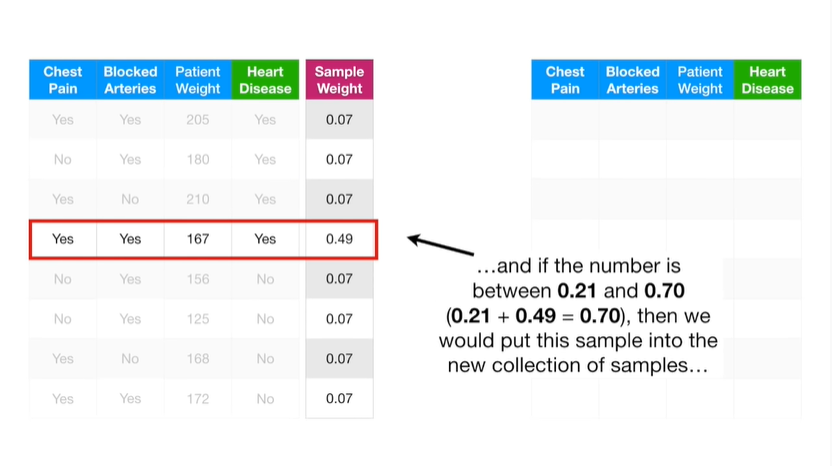 Chest Pain Blocked Arteries Patient Weight Heart Disease Sample Weight
Yes Yes 205 Yes 0.07
No Yes 180 Yes 0.07
Yes No 210 Yes 0.07
Yes Yes 167 Yes 0.49
No Yes 156 No 0.07
No Yes 125 No 0.07
Yes No 168 No 0.07
Yes Yes 172 No 0.07
Chest Pain Blocked Arteries Patient Weight Heart Disease
…and if the number is
between 0.21 and 0.70
(0.21 + 0.49 = 0.70), then we
would put this sample into the
new collection of samples…